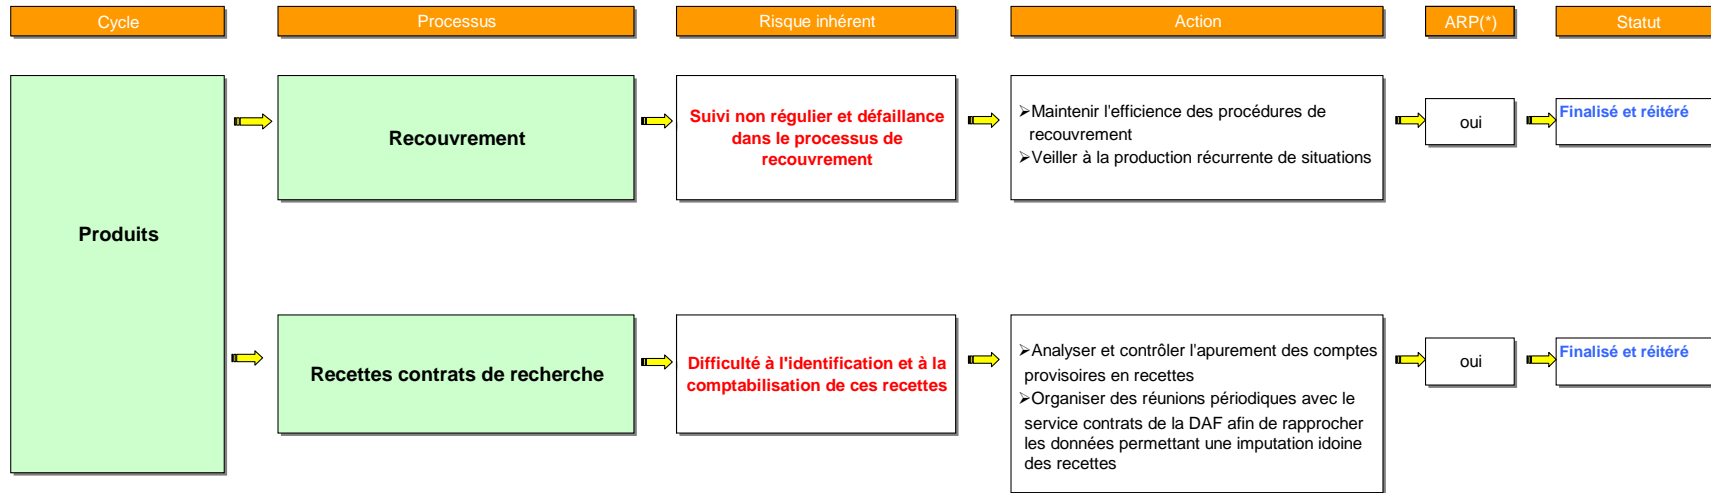 Cycle
Processus
Risque inhérent
Action
ARP(*)
Statut
Produits
Recouvrement
Suivi non régulier et défaillance
dans le processus de
recouvrement
➢Maintenir l'efficience des procédures de
recouvrement
➢Veiller à la production récurrente de situations
oui
Finalisé et réitéré
Recettes contrats de recherche
Difficulté à l'identification et à la
comptabilisation de ces recettes
➢Analyser et contrôler l'apurement des comptes
provisoires en recettes
➢Organiser des réunions périodiques avec le
service contrats de la DAF afin de rapprocher
les données permettant une imputation idoine
des recettes
oui
Finalisé et réitéré